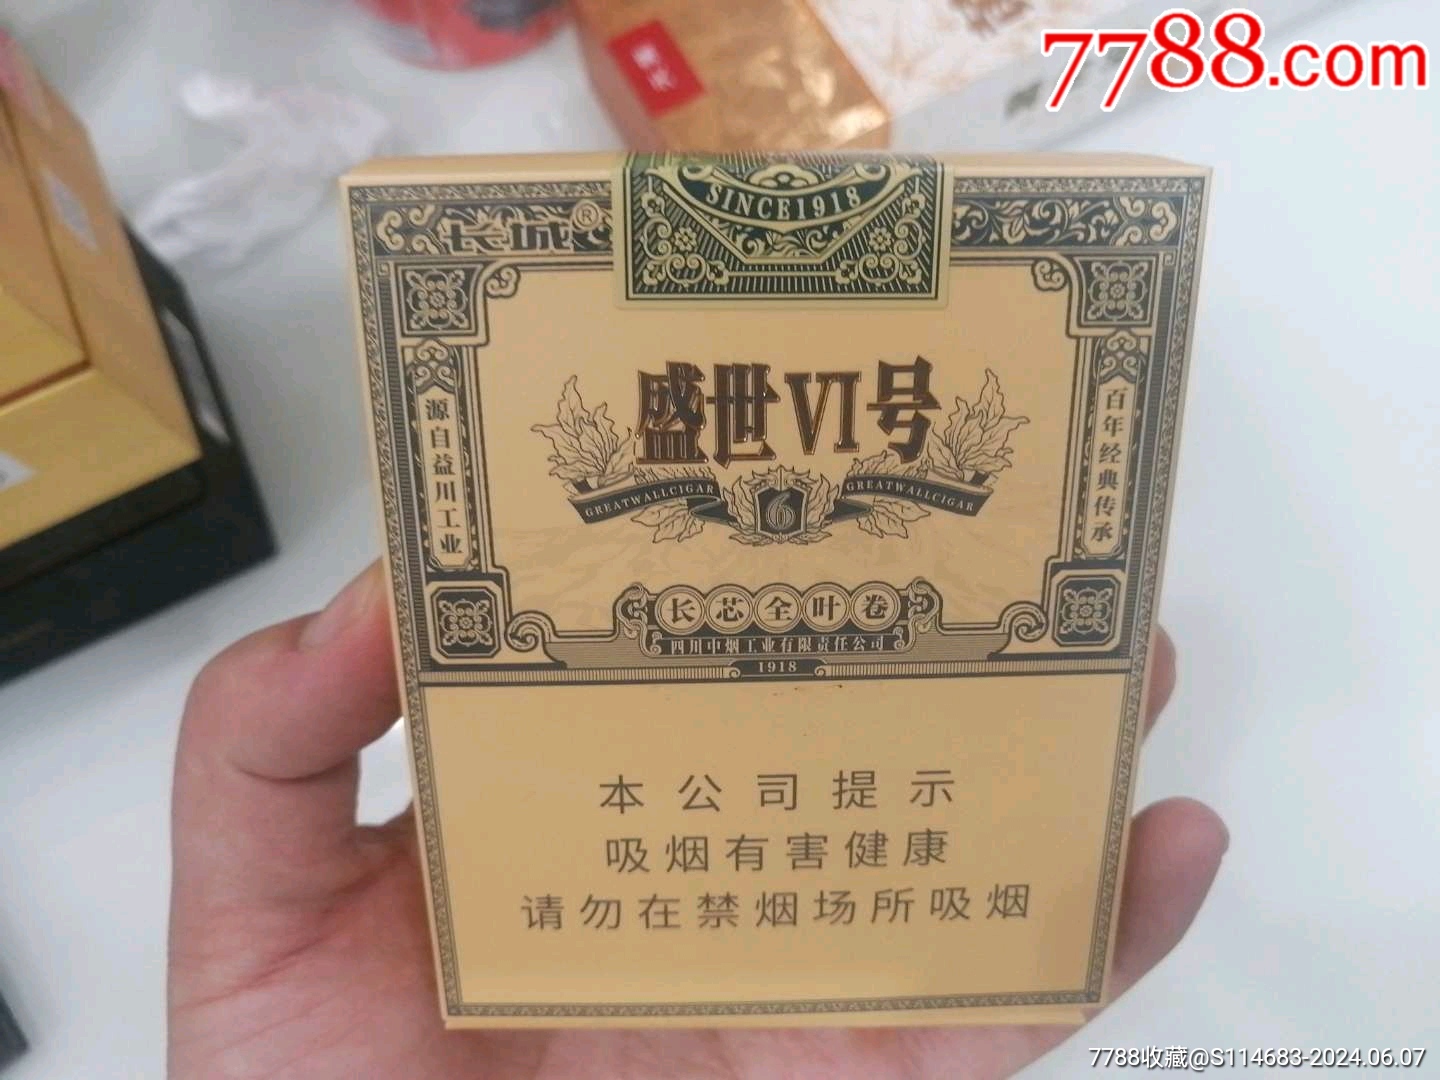 7788.com
SINCE1918
长城®
盛世VI号
GREATWALLCIGAR
6
GREATWALLCIGAR
源自益川工业
百年经典传承
长芯全叶卷
四川中烟工业有限责任公司
1918
本公司提示
吸烟有害健康
请勿在禁烟场所吸烟
7788收藏@S114683-2024.06.07